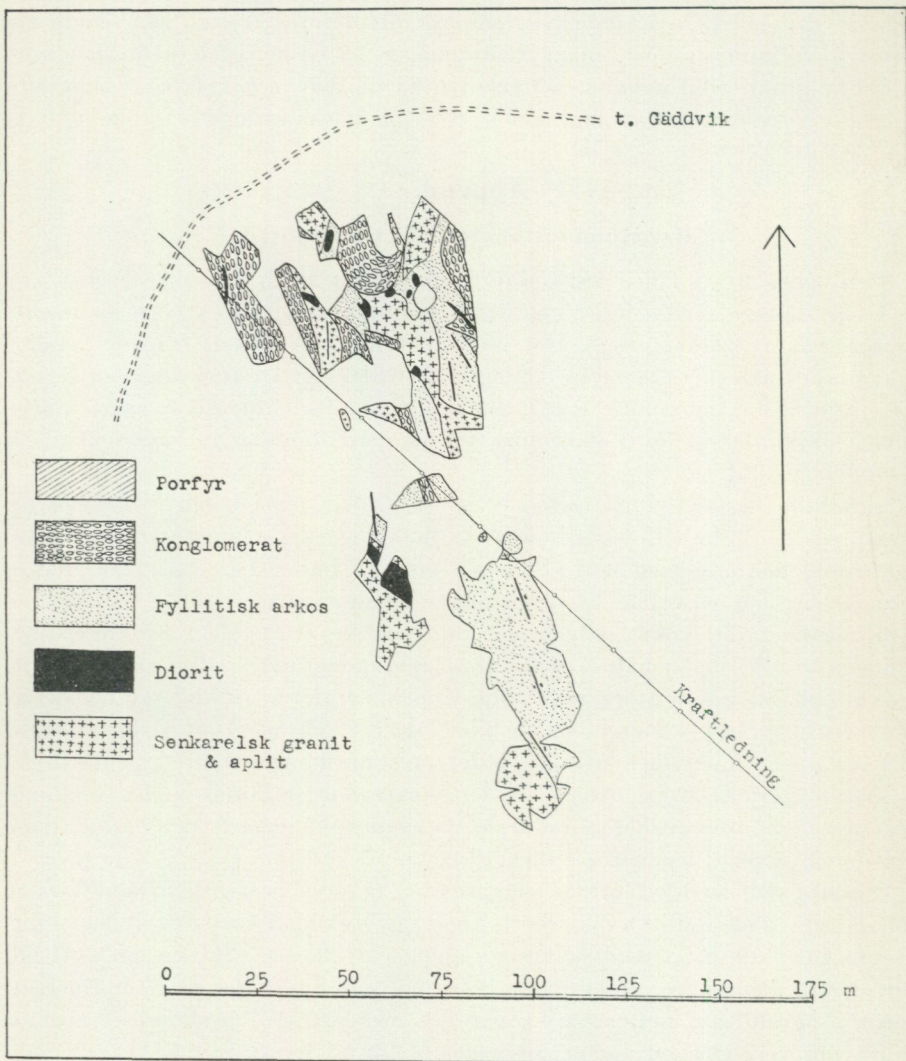 t. Gäddvik
Porfyr
Konglomerat
Fyllitisk arkos
Diorit
Senkarelsk granit
& aplit
Kraftledning
0 25 50 75 100 125 150 175 m